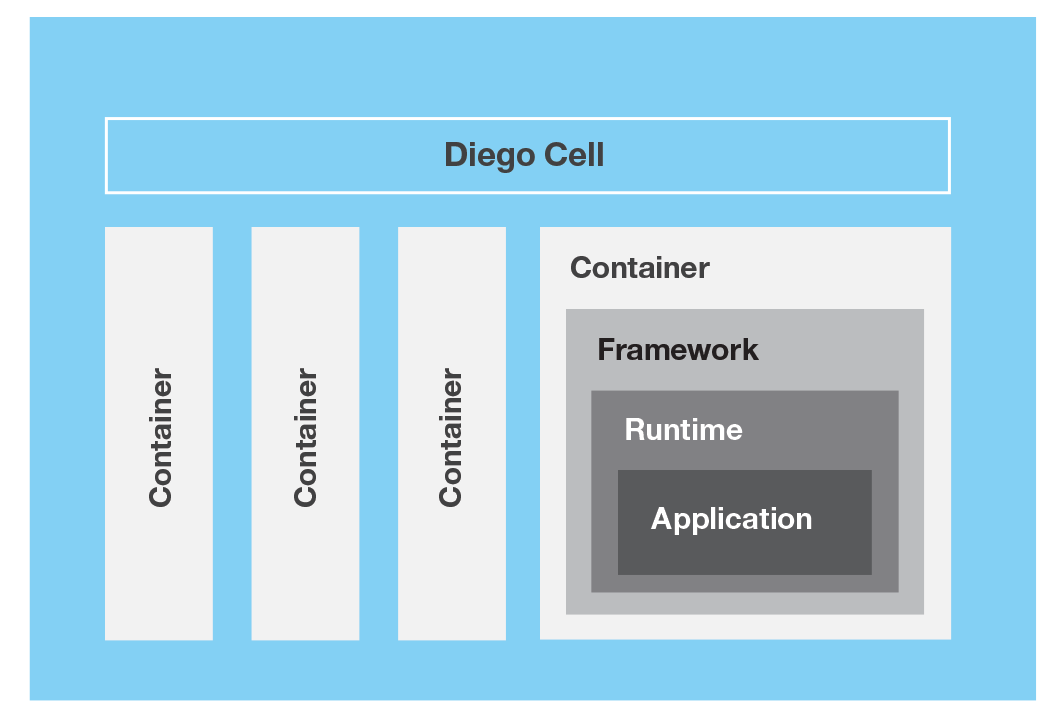 Diego Cell
Container
Container
Container
Container
Framework
Runtime
Application